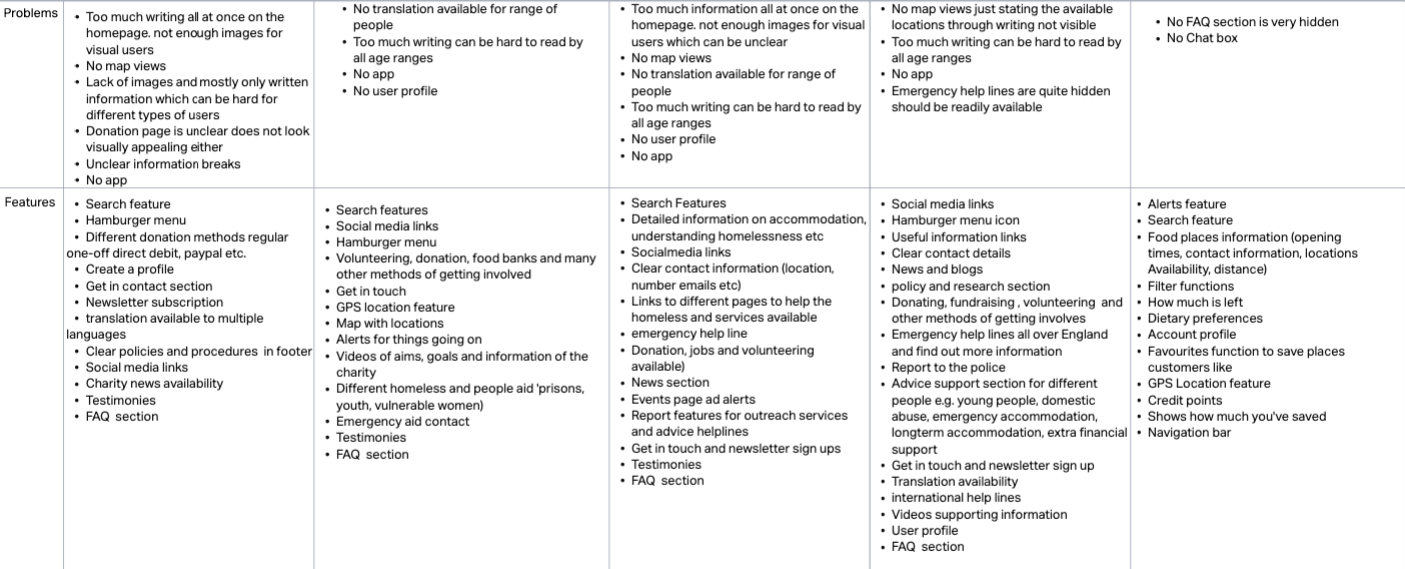 Problems
• Too much writing all at once on the
homepage. not enough images for
visual users
• No map views
• Lack of images and mostly only written
information which can be hard for
different types of users
• Donation page is unclear does not look
visually appealing either
• Unclear information breaks
• No app
• No translation available for range of
people
• Too much writing can be hard to read by
all age ranges
• No app
• No user profile
• Too much information all at once on the
homepage. not enough images for visual
users which can be unclear
• No map views
• No translation available for range of
people
• Too much writing can be hard to read by
all age ranges
• No user profile
• No app
• No map views just stating the available
locations through writing not visible
• Too much writing can be hard to read by
all age ranges
• No app
• Emergency help lines are quite hidden
should be readily available
• No FAQ section is very hidden
• No Chat box
Features
• Search feature
• Hamburger menu
• Different donation methods regular
one-off direct debit, paypal etc.
• Create a profile
• Get in contact section
• Newsletter subscription
• translation available to multiple
languages
• Clear policies and procedures in footer
• Social media links
• Charity news availability
• Testimonies
• FAQ section
• Search features
• Social media links
• Hamburger menu
• Volunteering, donation, food banks and many
other methods of getting involved
• Get in touch
• GPS location feature
• Map with locations
• Alerts for things going on
• Videos of aims, goals and information of the
charity
• Different homeless and people aid 'prisons,
youth, vulnerable women)
• Emergency aid contact
• Testimonies
• FAQ section
• Search Features
• Detailed information on accommodation,
understanding homelessness etc
• Socialmedia links
• Clear contact information (location,
number emails etc)
• Links to different pages to help the
homeless and services available
• emergency help line
• Donation, jobs and volunteering
available)
• News section
• Events page ad alerts
• Report features for outreach services
and advice helplines
• Get in touch and newsletter sign ups
• Testimonies
• FAQ section
• Social media links
• Hamburger menu icon
• Useful information links
• Clear contact details
• News and blogs
• policy and research section
• Donating, fundraising , volunteering and
other methods of getting involves
• Emergency help lines all over England
and find out more information
• Report to the police
• Advice support section for different
people e.g. young people, domestic
abuse, emergency accommodation,
longterm accommodation, extra financial
support
• Get in touch and newsletter sign up
• Translation availability
• international help lines
• Videos supporting information
• User profile
• FAQ section
• Alerts feature
• Search feature
• Food places information (opening
times, contact information, locations
Availability, distance)
• Filter functions
• How much is left
• Dietary preferences
• Account profile
• Favourites function to save places
customers like
• GPS Location feature
• Credit points
• Shows how much you've saved
• Navigation bar